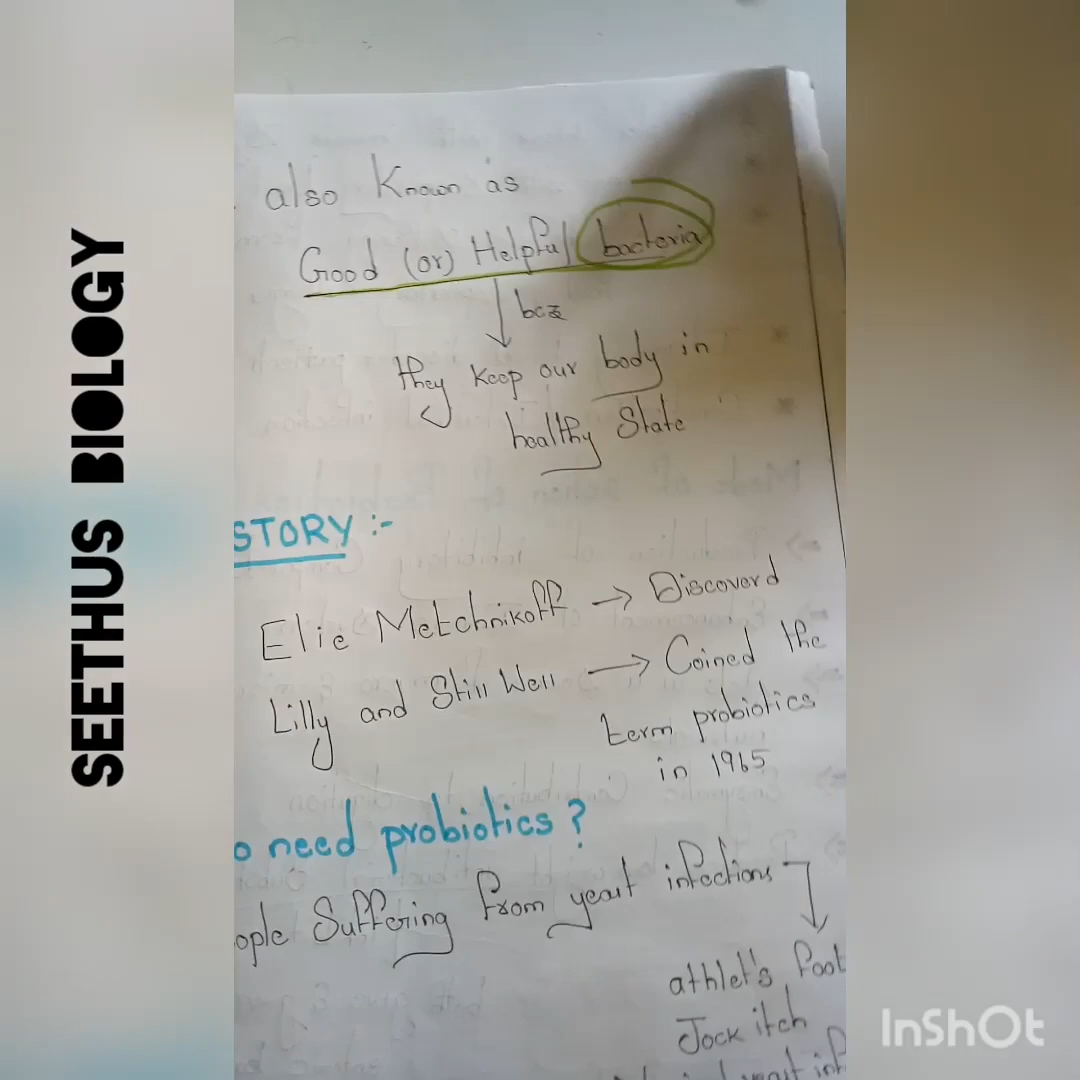 SEETHUS BIOLOGY
also Known as
Good (or) Helpful bacteria
bcz
they keep our body in
healthy State
STORY :-
Elie Metchnikoff → Discoverd
Lilly and Still Well → Coined the
term probiotics
in 1965
o need probiotics ?
ople Suffering from yeast infections
athlet's foot
Jock itch
InShOt